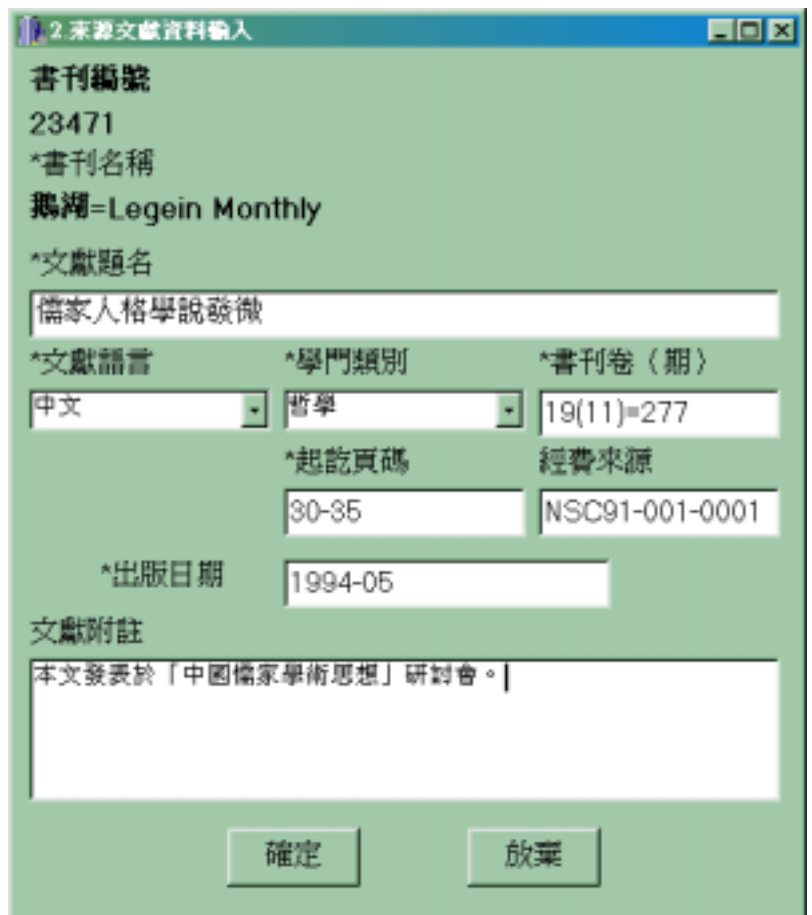 2.來源文獻資料輸入
書刊編號
23471
*書刊名稱
鵝湖=Legein Monthly
*文獻題名
儒家人格學說發微
*文獻語言 *學門類別 *書刊卷（期）
中文 哲學 19(11)=277
*起訖頁碼 經費來源
30-35 NSC91-001-0001
*出版日期 1994-05
文獻附註
本文發表於「中國儒家學術思想」研討會。
確定 放棄